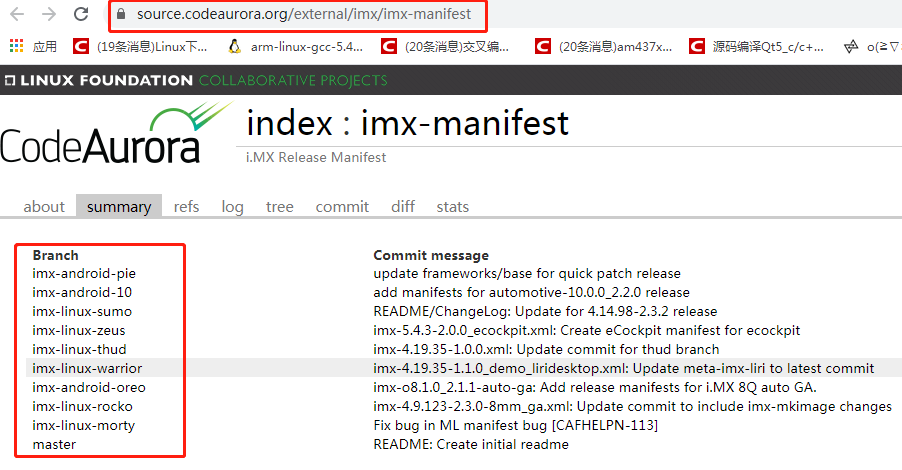 source.codeaurora.org/external/imx/imx-manifest
应用 (19条消息)Linux下... arm-linux-gcc-5.4... (20条消息)交叉编... (20条消息)am437x... 源码编译Qt5_c/c+... o(≧▽
LINUX FOUNDATION COLLABORATIVE PROJECTS
CodeAurora
index : imx-manifest
i.MX Release Manifest
about summary refs log tree commit diff stats
Branch Commit message
imx-android-pie update frameworks/base for quick patch release
imx-android-10 add manifests for automotive-10.0.0_2.2.0 release
imx-linux-sumo README/ChangeLog: Update for 4.14.98-2.3.2 release
imx-linux-zeus imx-5.4.3-2.0.0_ecockpit.xml: Create eCockpit manifest for ecockpit
imx-linux-thud imx-4.19.35-1.0.0.xml: Update commit for thud branch
imx-linux-warrior imx-4.19.35-1.1.0_demo_liridesktop.xml: Update meta-imx-liri to latest commit
imx-android-oreo imx-o8.1.0_2.1.1-auto-ga: Add release manifests for i.MX 8Q auto GA.
imx-linux-rocko imx-4.9.123-2.3.0-8mm_ga.xml: Update commit to include imx-mkimage changes
imx-linux-morty Fix bug in ML manifest bug [CAFHELPN-113]
master README: Create initial readme